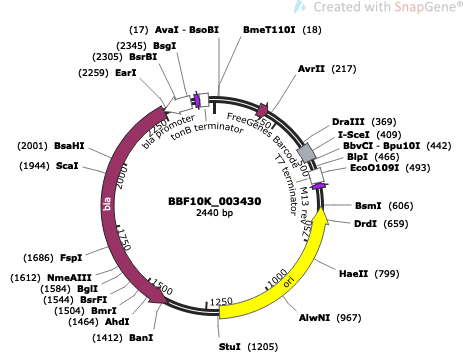 Created with SnapGene®
(17) AvaI - BsoBI
BmeT110I (18)
(2345) BsgI
(2305) BsrBI
(2259) EarI
AvrII (217)
DraIII (369)
I-SceI (409)
BbvCI - Bpu10I (442)
BlpI (466)
EcoO109I (493)
BsmI (606)
DrdI (659)
HaeII (799)
AlwNI (967)
StuI (1205)
(1412) BanI
(1464) AhdI
(1504) BmrI
(1544) BsrFI
(1584) BglI
(1612) NmeAIII
(1686) FspI
(1944) ScaI
(2001) BsaHI
bla promoter
tonB terminator
FreeGenes Barcode
T7 terminator
M13 rev
ori
bla
250
500
750
1000
1250
1500
1750
2000
2250
BBF10K_003430
2440 bp